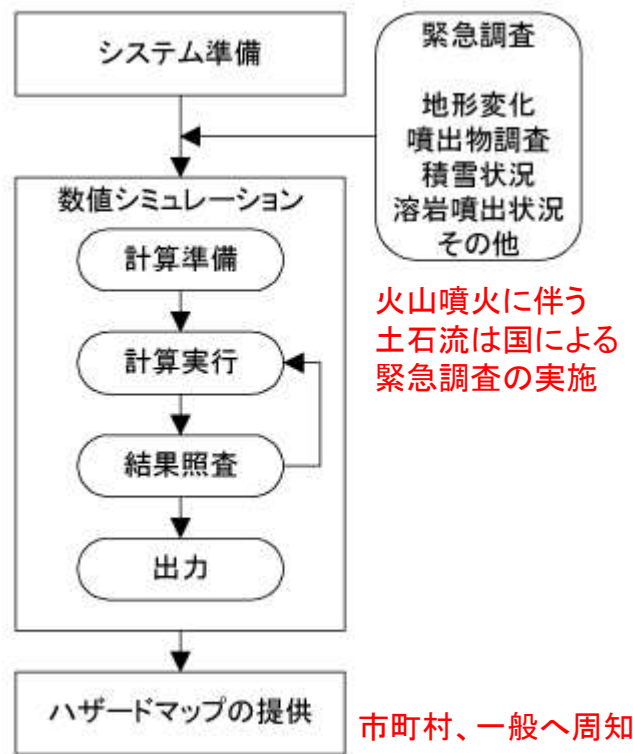 システム準備
緊急調査
地形変化
噴出物調査
積雪状況
溶岩噴出状況
その他
火山噴火に伴う
土石流は国による
緊急調査の実施
数値シミュレーション
計算準備
計算実行
結果照査
出力
ハザードマップの提供
市町村、一般へ周知